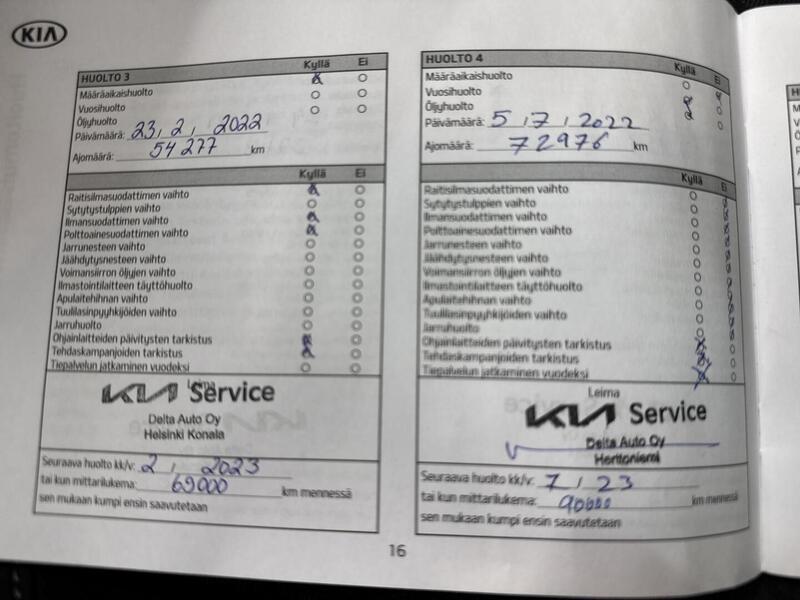 KIA
HUOLTO 3 Kyllä Ei
Määräaikaishuolto
Vuosihuolto
Öljyhuolto
Päivämäärä: 23, 2, 2022
Ajomäärä: 54 277 km
Kyllä Ei
Raitisilmasuodattimen vaihto
Sytytystulppien vaihto
Ilmansuodattimen vaihto
Polttoainesuodattimen vaihto
Jarrunesteen vaihto
Jäähdytysnesteen vaihto
Voimansiirron öljyjen vaihto
Ilmastointilaitteen täyttöhuolto
Apulaitehihnan vaihto
Tuulilasinpyyhkijöiden vaihto
Jarruhuolto
Ohjainlaitteiden päivitysten tarkistus
Tehdaskampanjoiden tarkistus
Tiepalvelun jatkaminen vuodeksi
Leima
KIA Service
Delta Auto Oy
Helsinki Konala
Seuraava huolto kk/v: 2, 2023
tai kun mittarilukema: 69000 km mennessä
sen mukaan kumpi ensin saavutetaan
HUOLTO 4 Kyllä Ei
Määräaikaishuolto
Vuosihuolto
Öljyhuolto
Päivämäärä: 5, 7, 2022
Ajomäärä: 72976 km
Kyllä Ei
Raitisilmasuodattimen vaihto
Sytytystulppien vaihto
Ilmansuodattimen vaihto
Polttoainesuodattimen vaihto
Jarrunesteen vaihto
Jäähdytysnesteen vaihto
Voimansiirron öljyjen vaihto
Ilmastointilaitteen täyttöhuolto
Apulaitehihnan vaihto
Tuulilasinpyyhkijöiden vaihto
Jarruhuolto
Ohjainlaitteiden päivitysten tarkistus
Tehdaskampanjoiden tarkistus
Tiepalvelun jatkaminen vuodeksi
Leima
KIA Service
Delta Auto Oy
Herttoniemi
Seuraava huolto kk/v: 7, 23
tai kun mittarilukema: 90000 km mennessä
sen mukaan kumpi ensin saavutetaan
16